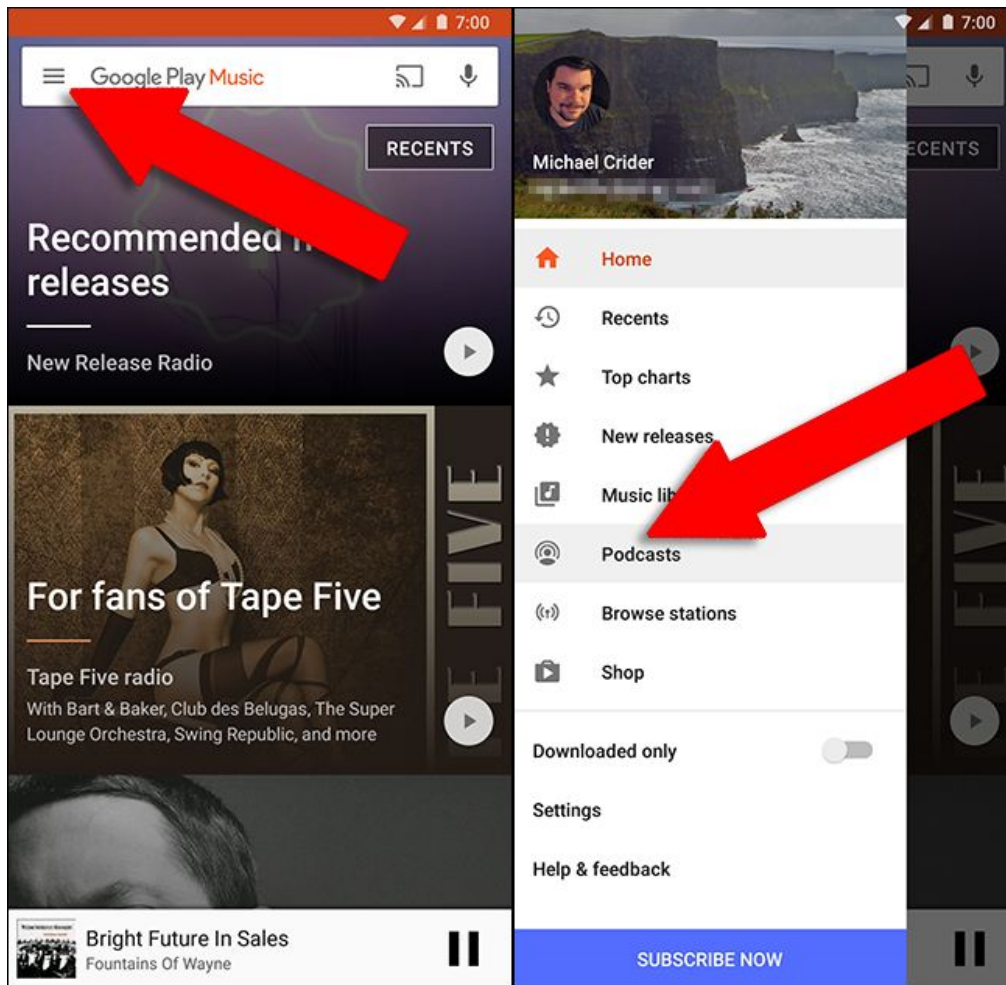 7:00
Google Play Music
RECENTS
Recommended
releases
New Release Radio
For fans of Tape Five
Tape Five radio
With Bart & Baker, Club des Belugas, The Super
Lounge Orchestra, Swing Republic, and more
Bright Future In Sales
Fountains Of Wayne
7:00
Michael Crider
ECENTS
Home
Recents
Top charts
New releases
Music lib
Podcasts
Browse stations
Shop
Downloaded only
Settings
Help & feedback
SUBSCRIBE NOW